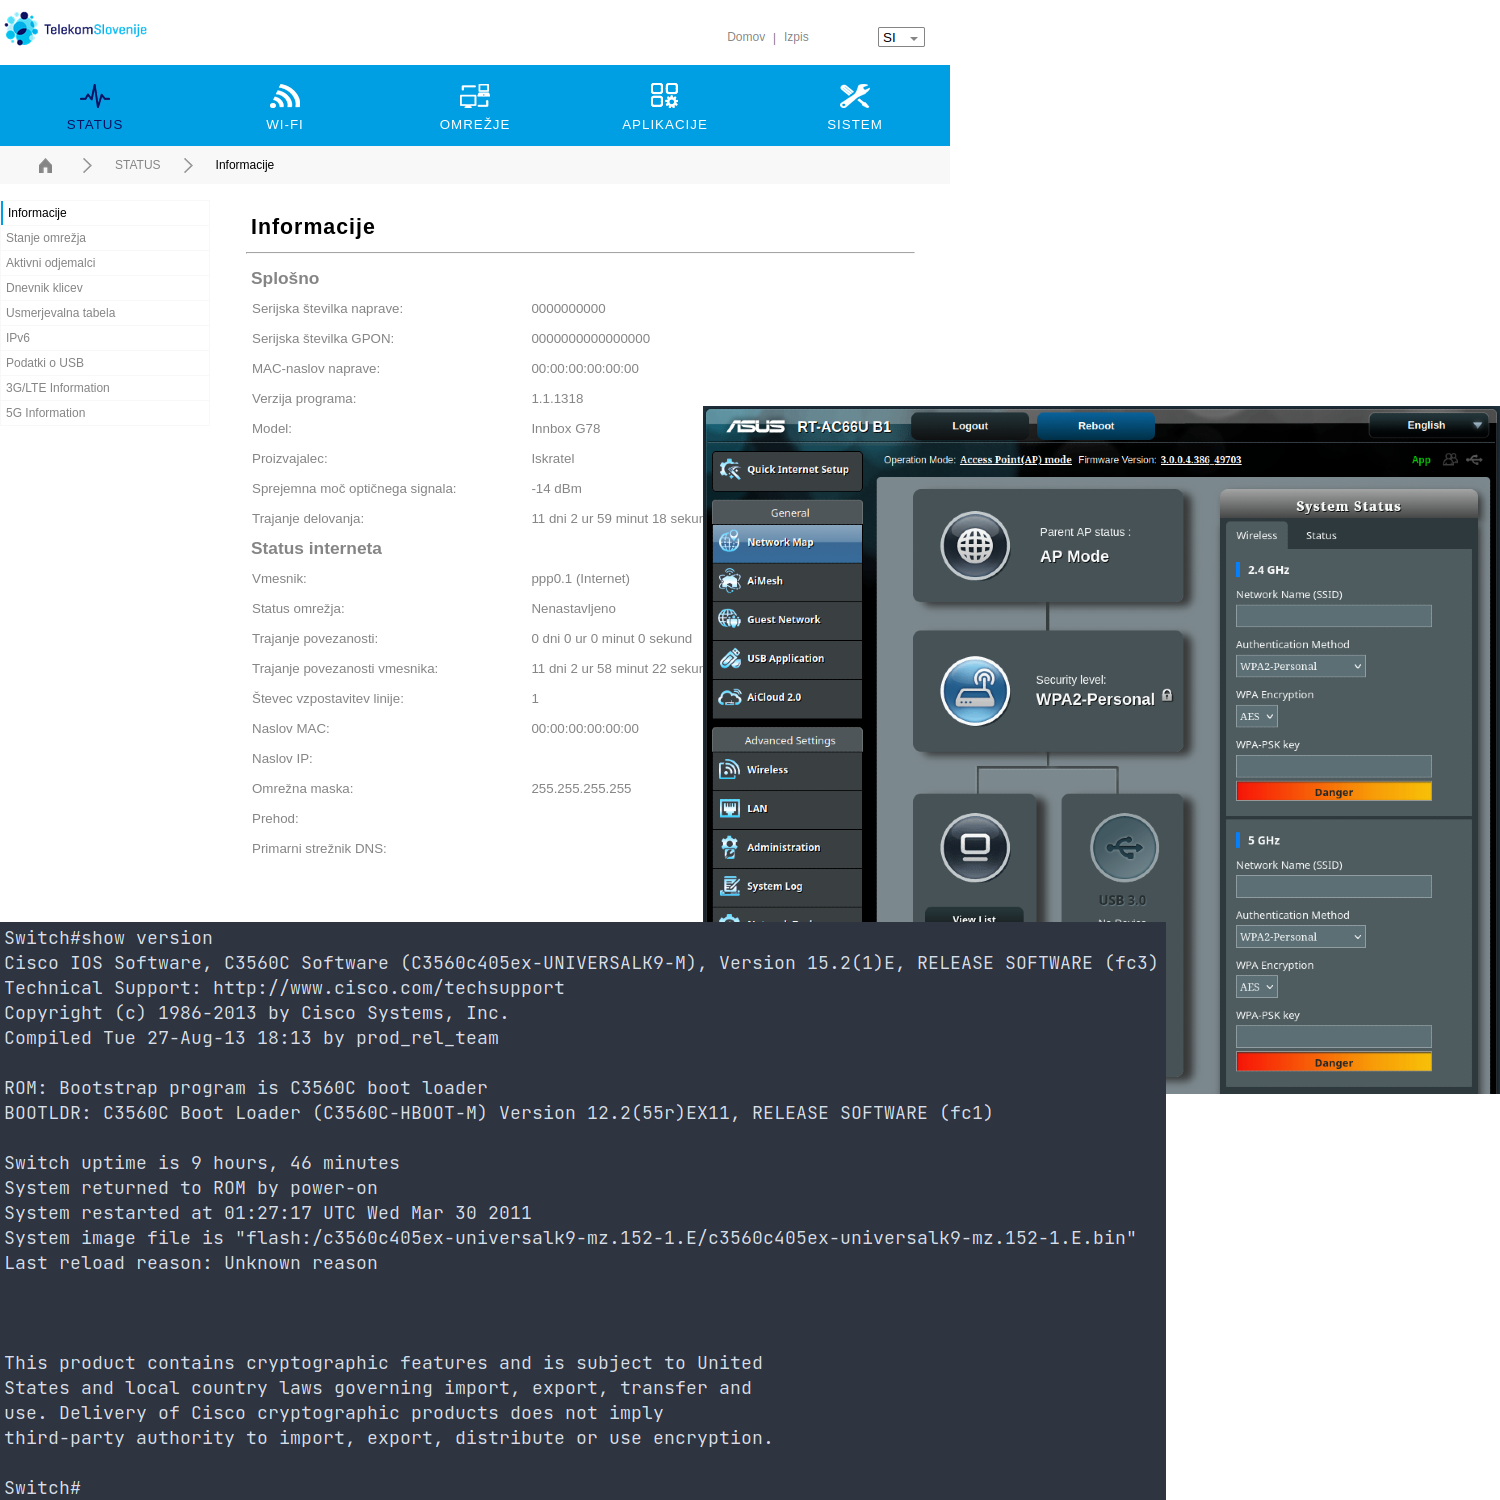 TelekomSlovenije
Domov | Izpis
SI
STATUS
WI-FI
OMREŽJE
APLIKACIJE
SISTEM
STATUS
Informacije
Informacije
Stanje omrežja
Aktivni odjemalci
Dnevnik klicev
Usmerjevalna tabela
IPv6
Podatki o USB
3G/LTE Information
5G Information
Informacije
Splošno
Serijska številka naprave: 0000000000
Serijska številka GPON: 0000000000000000
MAC-naslov naprave: 00:00:00:00:00:00
Verzija programa: 1.1.1318
Model: Innbox G78
Proizvajalec: Iskratel
Sprejemna moč optičnega signala: -14 dBm
Trajanje delovanja: 11 dni 2 ur 59 minut 18 sekun
Status interneta
Vmesnik: ppp0.1 (Internet)
Status omrežja: Nenastavljeno
Trajanje povezanosti: 0 dni 0 ur 0 minut 0 sekund
Trajanje povezanosti vmesnika: 11 dni 2 ur 58 minut 22 sekun
Števec vzpostavitev linije: 1
Naslov MAC: 00:00:00:00:00:00
Naslov IP:
Omrežna maska: 255.255.255.255
Prehod:
Primarni strežnik DNS:
ASUS RT-AC66U B1
Logout
Reboot
English
Operation Mode: Access Point(AP) mode Firmware Version: 3.0.0.4.386_49703
App
Quick Internet Setup
General
Network Map
AiMesh
Guest Network
USB Application
AiCloud 2.0
Advanced Settings
Wireless
LAN
Administration
System Log
Parent AP status :
AP Mode
Security level:
WPA2-Personal
View List
USB 3.0
System Status
Wireless
Status
2.4 GHz
Network Name (SSID)
Authentication Method
WPA2-Personal
WPA Encryption
AES
WPA-PSK key
Danger
5 GHz
Network Name (SSID)
Authentication Method
WPA2-Personal
WPA Encryption
AES
WPA-PSK key
Danger
Switch#show version
Cisco IOS Software, C3560C Software (C3560c405ex-UNIVERSALK9-M), Version 15.2(1)E, RELEASE SOFTWARE (fc3)
Technical Support: http://www.cisco.com/techsupport
Copyright (c) 1986-2013 by Cisco Systems, Inc.
Compiled Tue 27-Aug-13 18:13 by prod_rel_team
ROM: Bootstrap program is C3560C boot loader
BOOTLDR: C3560C Boot Loader (C3560C-HBOOT-M) Version 12.2(55r)EX11, RELEASE SOFTWARE (fc1)
Switch uptime is 9 hours, 46 minutes
System returned to ROM by power-on
System restarted at 01:27:17 UTC Wed Mar 30 2011
System image file is "flash:/c3560c405ex-universalk9-mz.152-1.E/c3560c405ex-universalk9-mz.152-1.E.bin"
Last reload reason: Unknown reason
This product contains cryptographic features and is subject to United
States and local country laws governing import, export, transfer and
use. Delivery of Cisco cryptographic products does not imply
third-party authority to import, export, distribute or use encryption.
Switch#